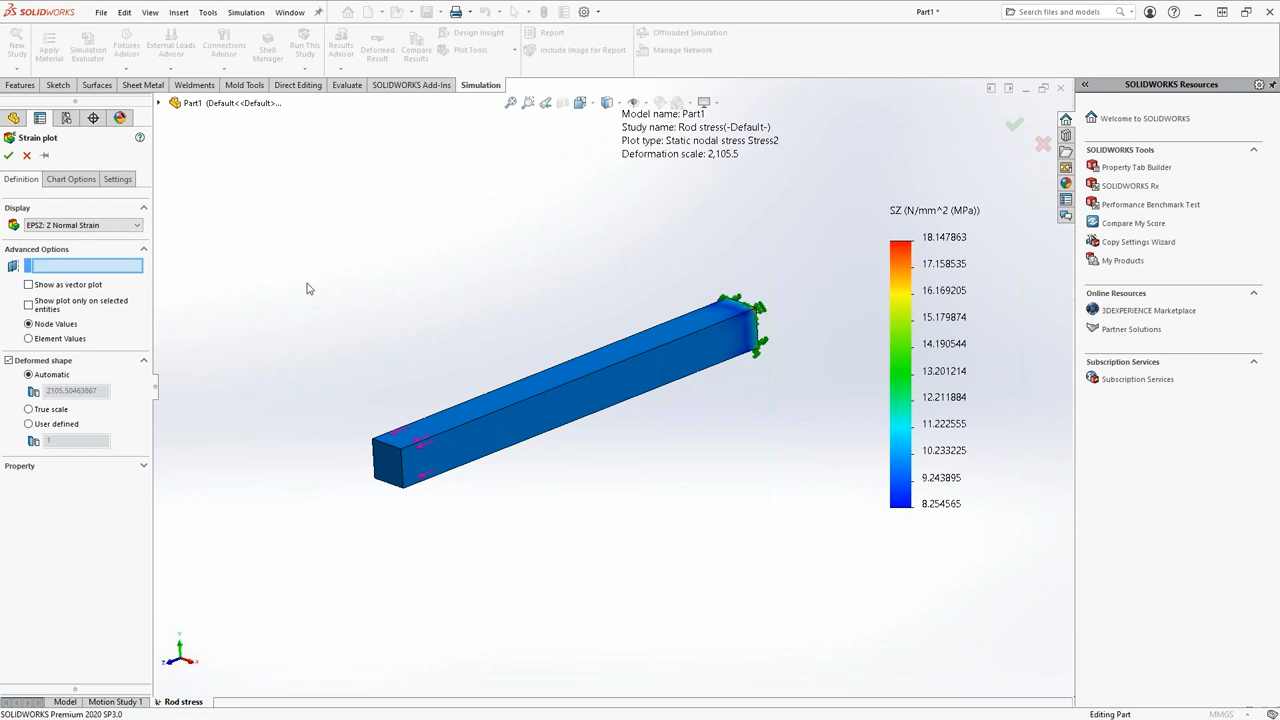 SOLIDWORKS File Edit View Insert Tools Simulation Window Part1 * Search files and models
New Study
Apply Material
Simulation Evaluator
Fixtures Advisor
External Loads Advisor
Connections Advisor
Shell Manager
Run This Study
Results Advisor
Deformed Result
Compare Results
Design Insight
Plot Tools
Report
Include Image for Report
Offloaded Simulation
Manage Network
Features Sketch Surfaces Sheet Metal Weldments Mold Tools Direct Editing Evaluate SOLIDWORKS Add-Ins Simulation
Part1 (Default<<Default>...
Strain plot
Definition Chart Options Settings
Display
EPSZ: Z Normal Strain
Advanced Options
Show as vector plot
Show plot only on selected
entities
Node Values
Element Values
Deformed shape
Automatic
2105.50463867
True scale
User defined
1
Property
Model name: Part1
Study name: Rod stress(-Default-)
Plot type: Static nodal stress Stress2
Deformation scale: 2,105.5
SZ (N/mm^2 (MPa))
18.147863
17.158535
16.169205
15.179874
14.190544
13.201214
12.211884
11.222555
10.233225
9.243895
8.254565
Y
Z
X
SOLIDWORKS Resources
Welcome to SOLIDWORKS
SOLIDWORKS Tools
Property Tab Builder
SOLIDWORKS Rx
Performance Benchmark Test
Compare My Score
Copy Settings Wizard
My Products
Online Resources
3DEXPERIENCE Marketplace
Partner Solutions
Subscription Services
Subscription Services
Model Motion Study 1 Rod stress
SOLIDWORKS Premium 2020 SP3.0 Editing Part MMGS